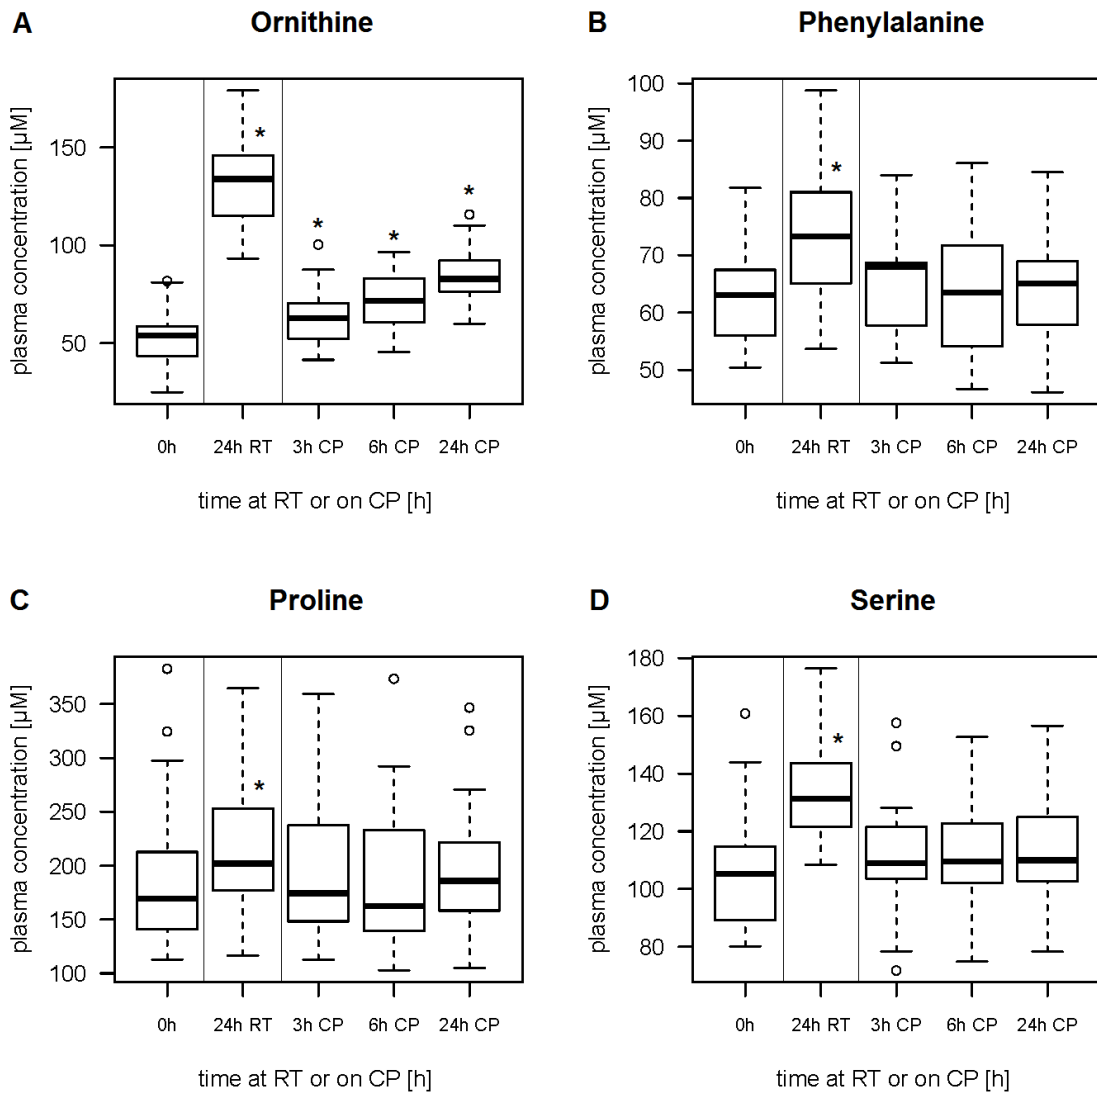 A Ornithine
plasma concentration [µM]
150
100
50
*
*
*
*
0h 24h RT 3h CP 6h CP 24h CP
time at RT or on CP [h]
B Phenylalanine
plasma concentration [µM]
100
90
80
70
60
50
*
0h 24h RT 3h CP 6h CP 24h CP
time at RT or on CP [h]
C Proline
plasma concentration [µM]
350
300
250
200
150
100
*
0h 24h RT 3h CP 6h CP 24h CP
time at RT or on CP [h]
D Serine
plasma concentration [µM]
180
160
140
120
100
80
*
0h 24h RT 3h CP 6h CP 24h CP
time at RT or on CP [h]